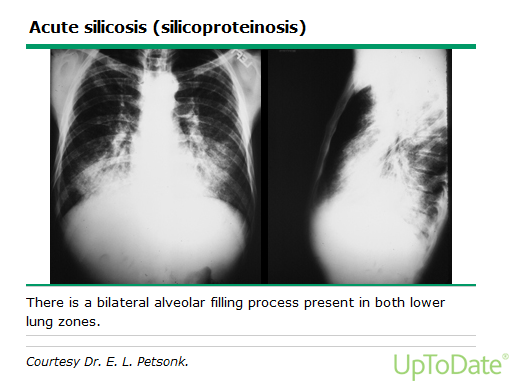 Acute silicosis (silicoproteinosis)
There is a bilateral alveolar filling process present in both lower
lung zones.
Courtesy Dr. E. L. Petsonk.
UpToDate®